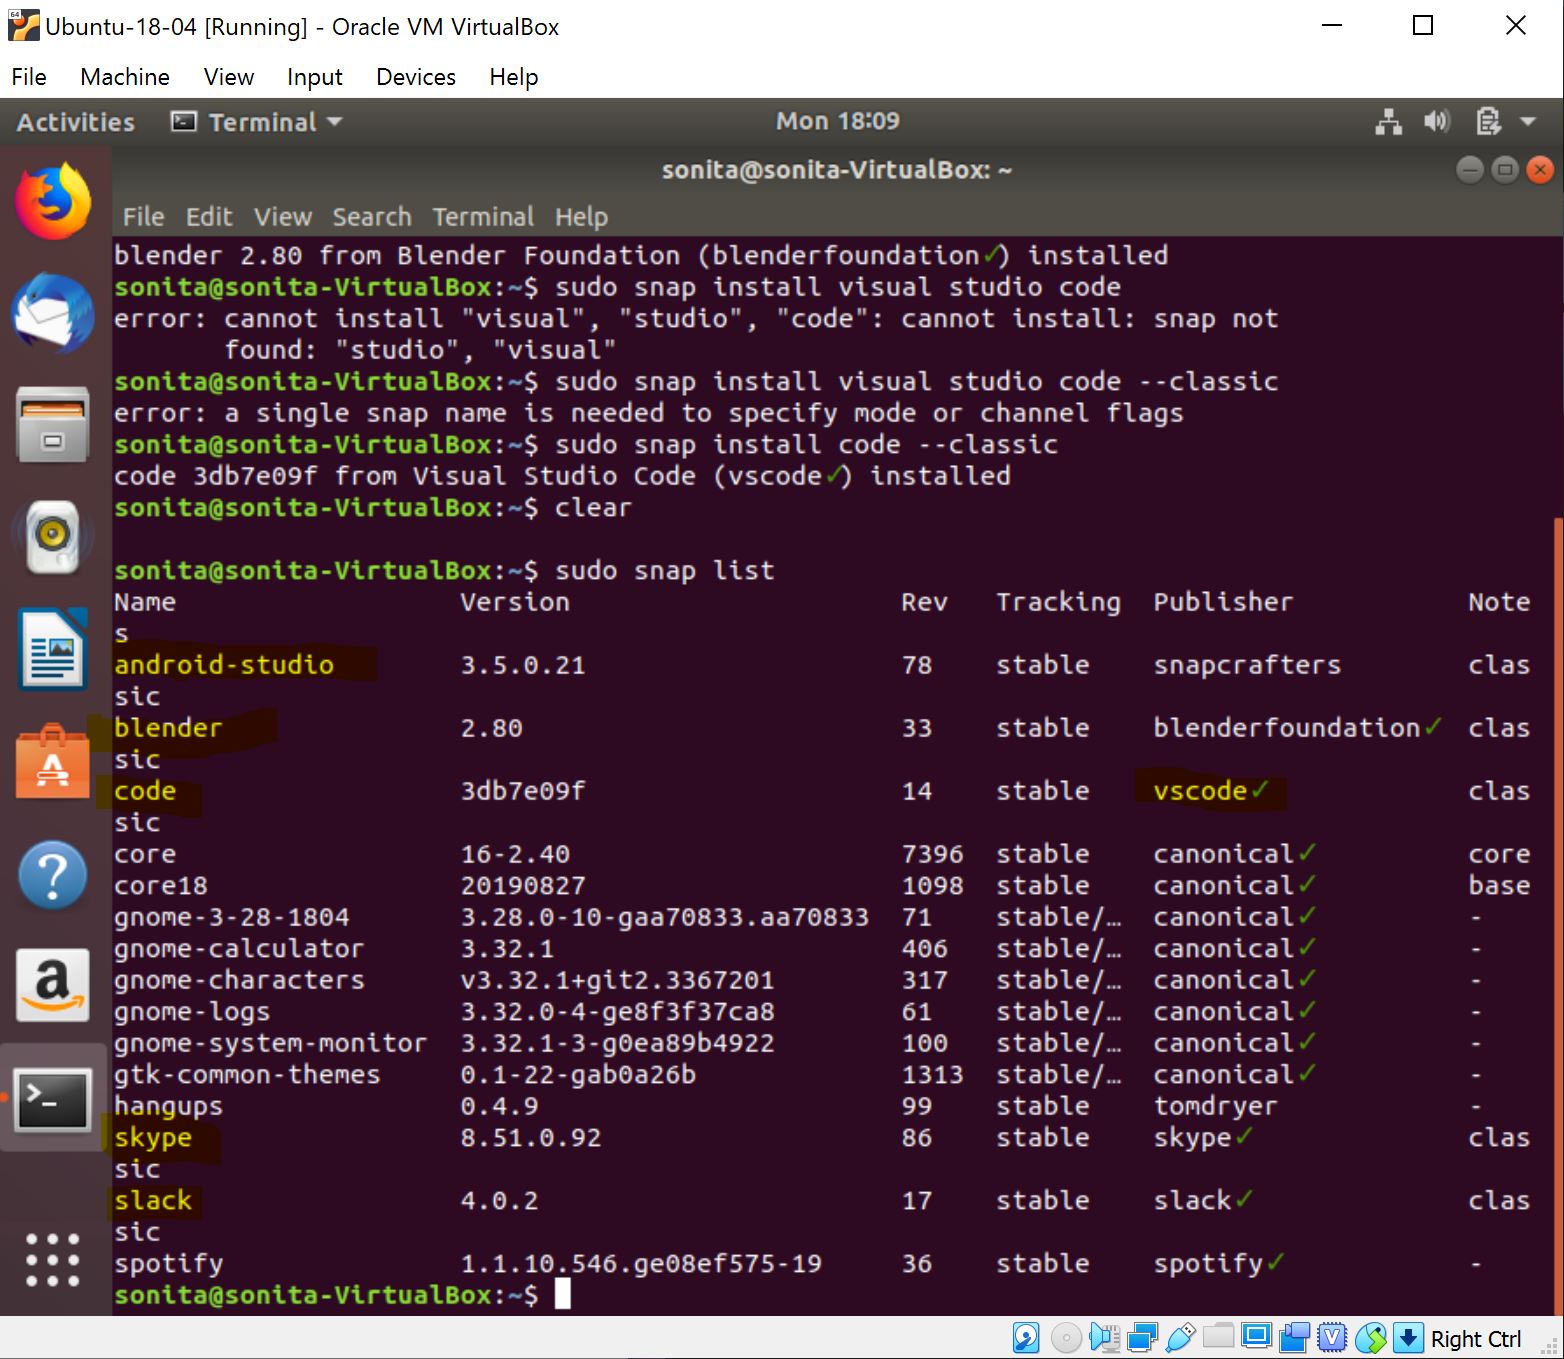 Ubuntu-18-04 [Running] - Oracle VM VirtualBox
File Machine View Input Devices Help
Activities Terminal Mon 18:09
sonita@sonita-VirtualBox: ~
File Edit View Search Terminal Help
blender 2.80 from Blender Foundation (blenderfoundation✓) installed
sonita@sonita-VirtualBox:~$ sudo snap install visual studio code
error: cannot install "visual", "studio", "code": cannot install: snap not
found: "studio", "visual"
sonita@sonita-VirtualBox:~$ sudo snap install visual studio code --classic
error: a single snap name is needed to specify mode or channel flags
sonita@sonita-VirtualBox:~$ sudo snap install code --classic
code 3db7e09f from Visual Studio Code (vscode✓) installed
sonita@sonita-VirtualBox:~$ clear
sonita@sonita-VirtualBox:~$ sudo snap list
Name Version Rev Tracking Publisher Note
s
android-studio 3.5.0.21 78 stable snapcrafters clas
sic
blender 2.80 33 stable blenderfoundation✓ clas
sic
code 3db7e09f 14 stable vscode✓ clas
sic
core 16-2.40 7396 stable canonical✓ core
core18 20190827 1098 stable canonical✓ base
gnome-3-28-1804 3.28.0-10-gaa70833.aa70833 71 stable/… canonical✓ -
gnome-calculator 3.32.1 406 stable/… canonical✓ -
gnome-characters v3.32.1+git2.3367201 317 stable/… canonical✓ -
gnome-logs 3.32.0-4-ge8f3f37ca8 61 stable/… canonical✓ -
gnome-system-monitor 3.32.1-3-g0ea89b4922 100 stable/… canonical✓ -
gtk-common-themes 0.1-22-gab0a26b 1313 stable/… canonical✓ -
hangups 0.4.9 99 stable tomdryer -
skype 8.51.0.92 86 stable skype✓ clas
sic
slack 4.0.2 17 stable slack✓ clas
sic
spotify 1.1.10.546.ge08ef575-19 36 stable spotify✓ -
sonita@sonita-VirtualBox:~$
Right Ctrl